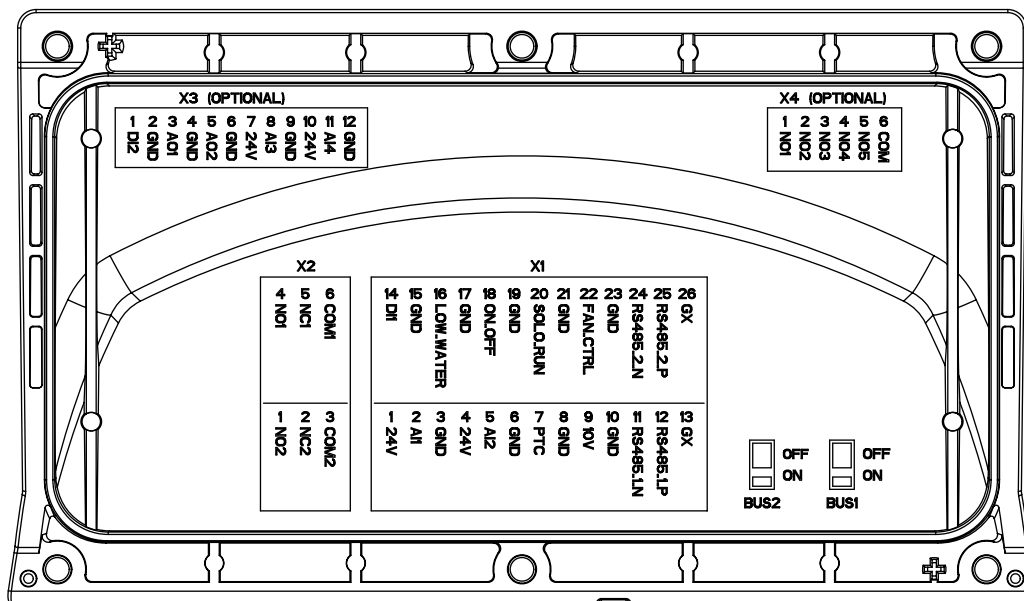 X3 (OPTIONAL)
1 2 3 4 5 6 7 8 9 10 11 12
DI2 GND AO1 GND AO2 GND 24V AI3 GND 24V AI4 GND
X4 (OPTIONAL)
1 2 3 4 5 6
NO1 NO2 NO3 NO4 NO5 COM
X2
4 5 6
NO1 NC1 COM1
1 2 3
NO2 NC2 COM2
X1
14 15 16 17 18 19 20 21 22 23 24 25 26
DI1 GND LOW.WATER GND ON.OFF GND SOLO.RUN GND FAN.CTRL GND RS485.2.N RS485.2.P GX
1 2 3 4 5 6 7 8 9 10 11 12 13
24V AI1 GND 24V AI2 GND PTC GND 10V GND RS485.1.N RS485.1.P GX
OFF
ON
BUS2
OFF
ON
BUS1